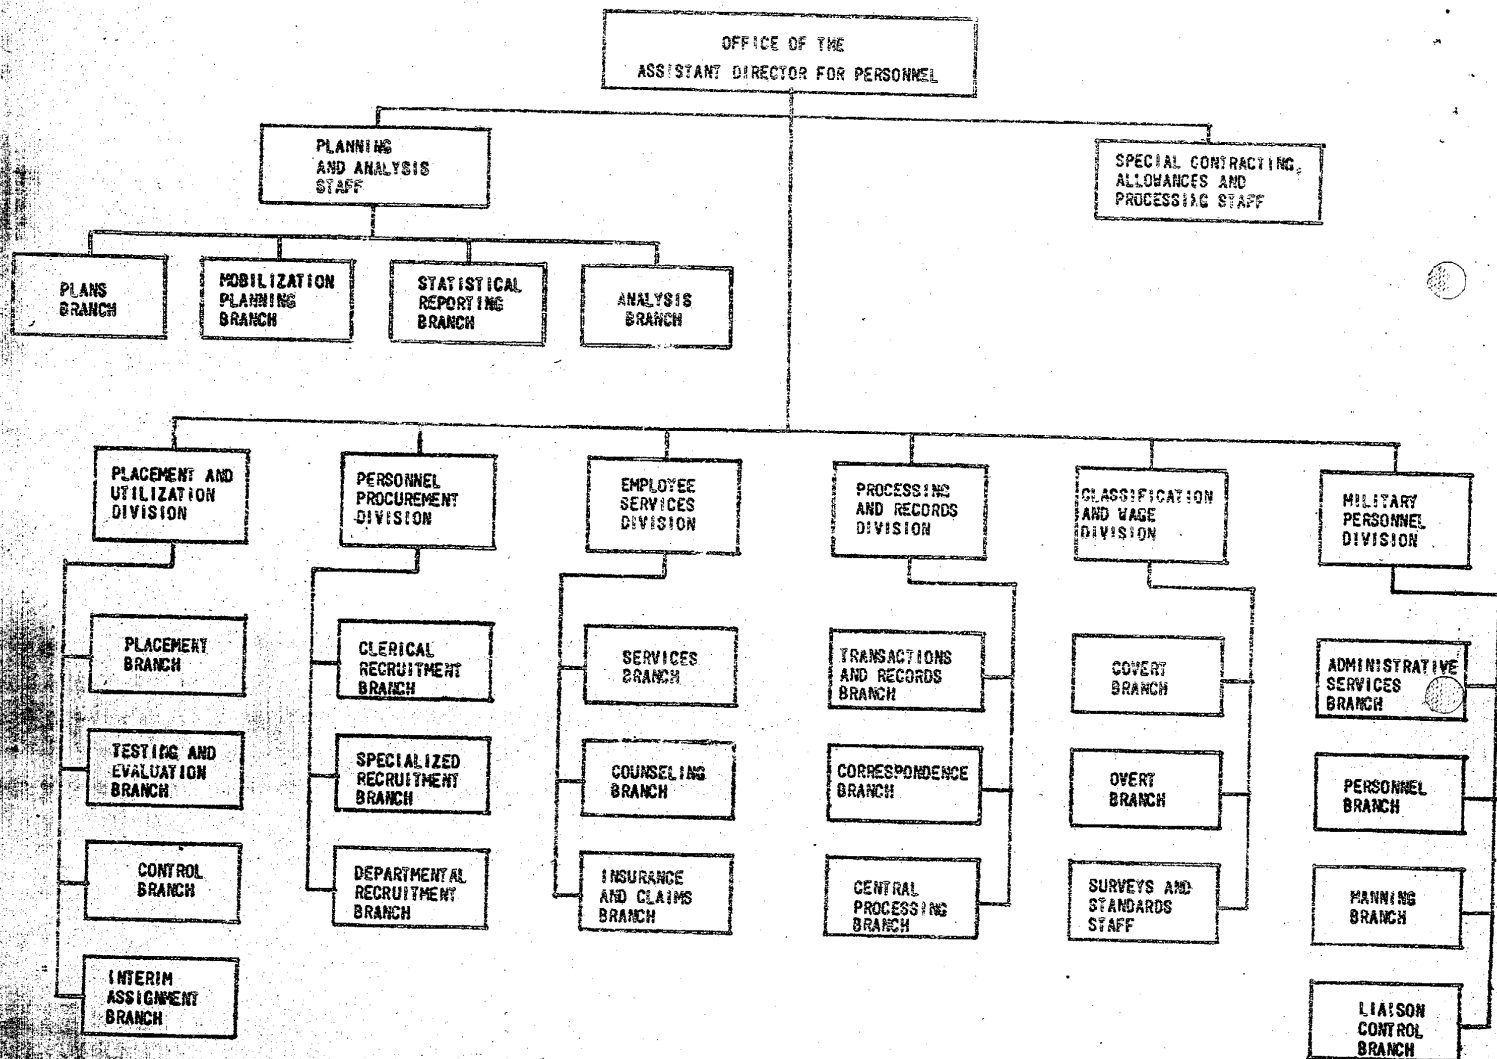 OFFICE OF THE
ASSISTANT DIRECTOR FOR PERSONNEL
PLANNING
AND ANALYSIS
STAFF
SPECIAL CONTRACTING,
ALLOWANCES AND
PROCESSING STAFF
PLANS
BRANCH
MOBILIZATION
PLANNING
BRANCH
STATISTICAL
REPORTING
BRANCH
ANALYSIS
BRANCH
PLACEMENT AND
UTILIZATION
DIVISION
PERSONNEL
PROCUREMENT
DIVISION
EMPLOYEE
SERVICES
DIVISION
PROCESSING
AND RECORDS
DIVISION
CLASSIFICATION
AND WAGE
DIVISION
MILITARY
PERSONNEL
DIVISION
PLACEMENT
BRANCH
CLERICAL
RECRUITMENT
BRANCH
SERVICES
BRANCH
TRANSACTIONS
AND RECORDS
BRANCH
COVERT
BRANCH
ADMINISTRATIVE
SERVICES
BRANCH
TESTING AND
EVALUATION
BRANCH
SPECIALIZED
RECRUITMENT
BRANCH
COUNSELING
BRANCH
CORRESPONDENCE
BRANCH
OVERT
BRANCH
PERSONNEL
BRANCH
CONTROL
BRANCH
DEPARTMENTAL
RECRUITMENT
BRANCH
INSURANCE
AND CLAIMS
BRANCH
CENTRAL
PROCESSING
BRANCH
SURVEYS AND
STANDARDS
STAFF
MANNING
BRANCH
INTERIM
ASSIGNMENT
BRANCH
LIAISON
CONTROL
BRANCH